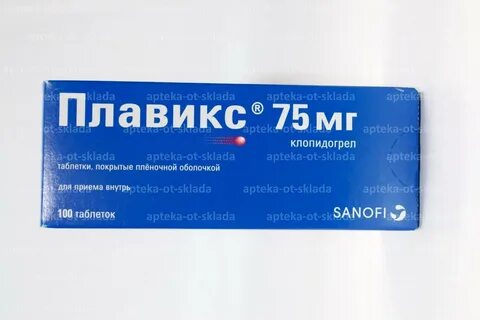 Плавикс® 75 мг
клопидогрел
таблетки, покрытые плёночной оболочкой
для приема внутрь
100 таблеток
SANOFI
apteka-ot-sklada